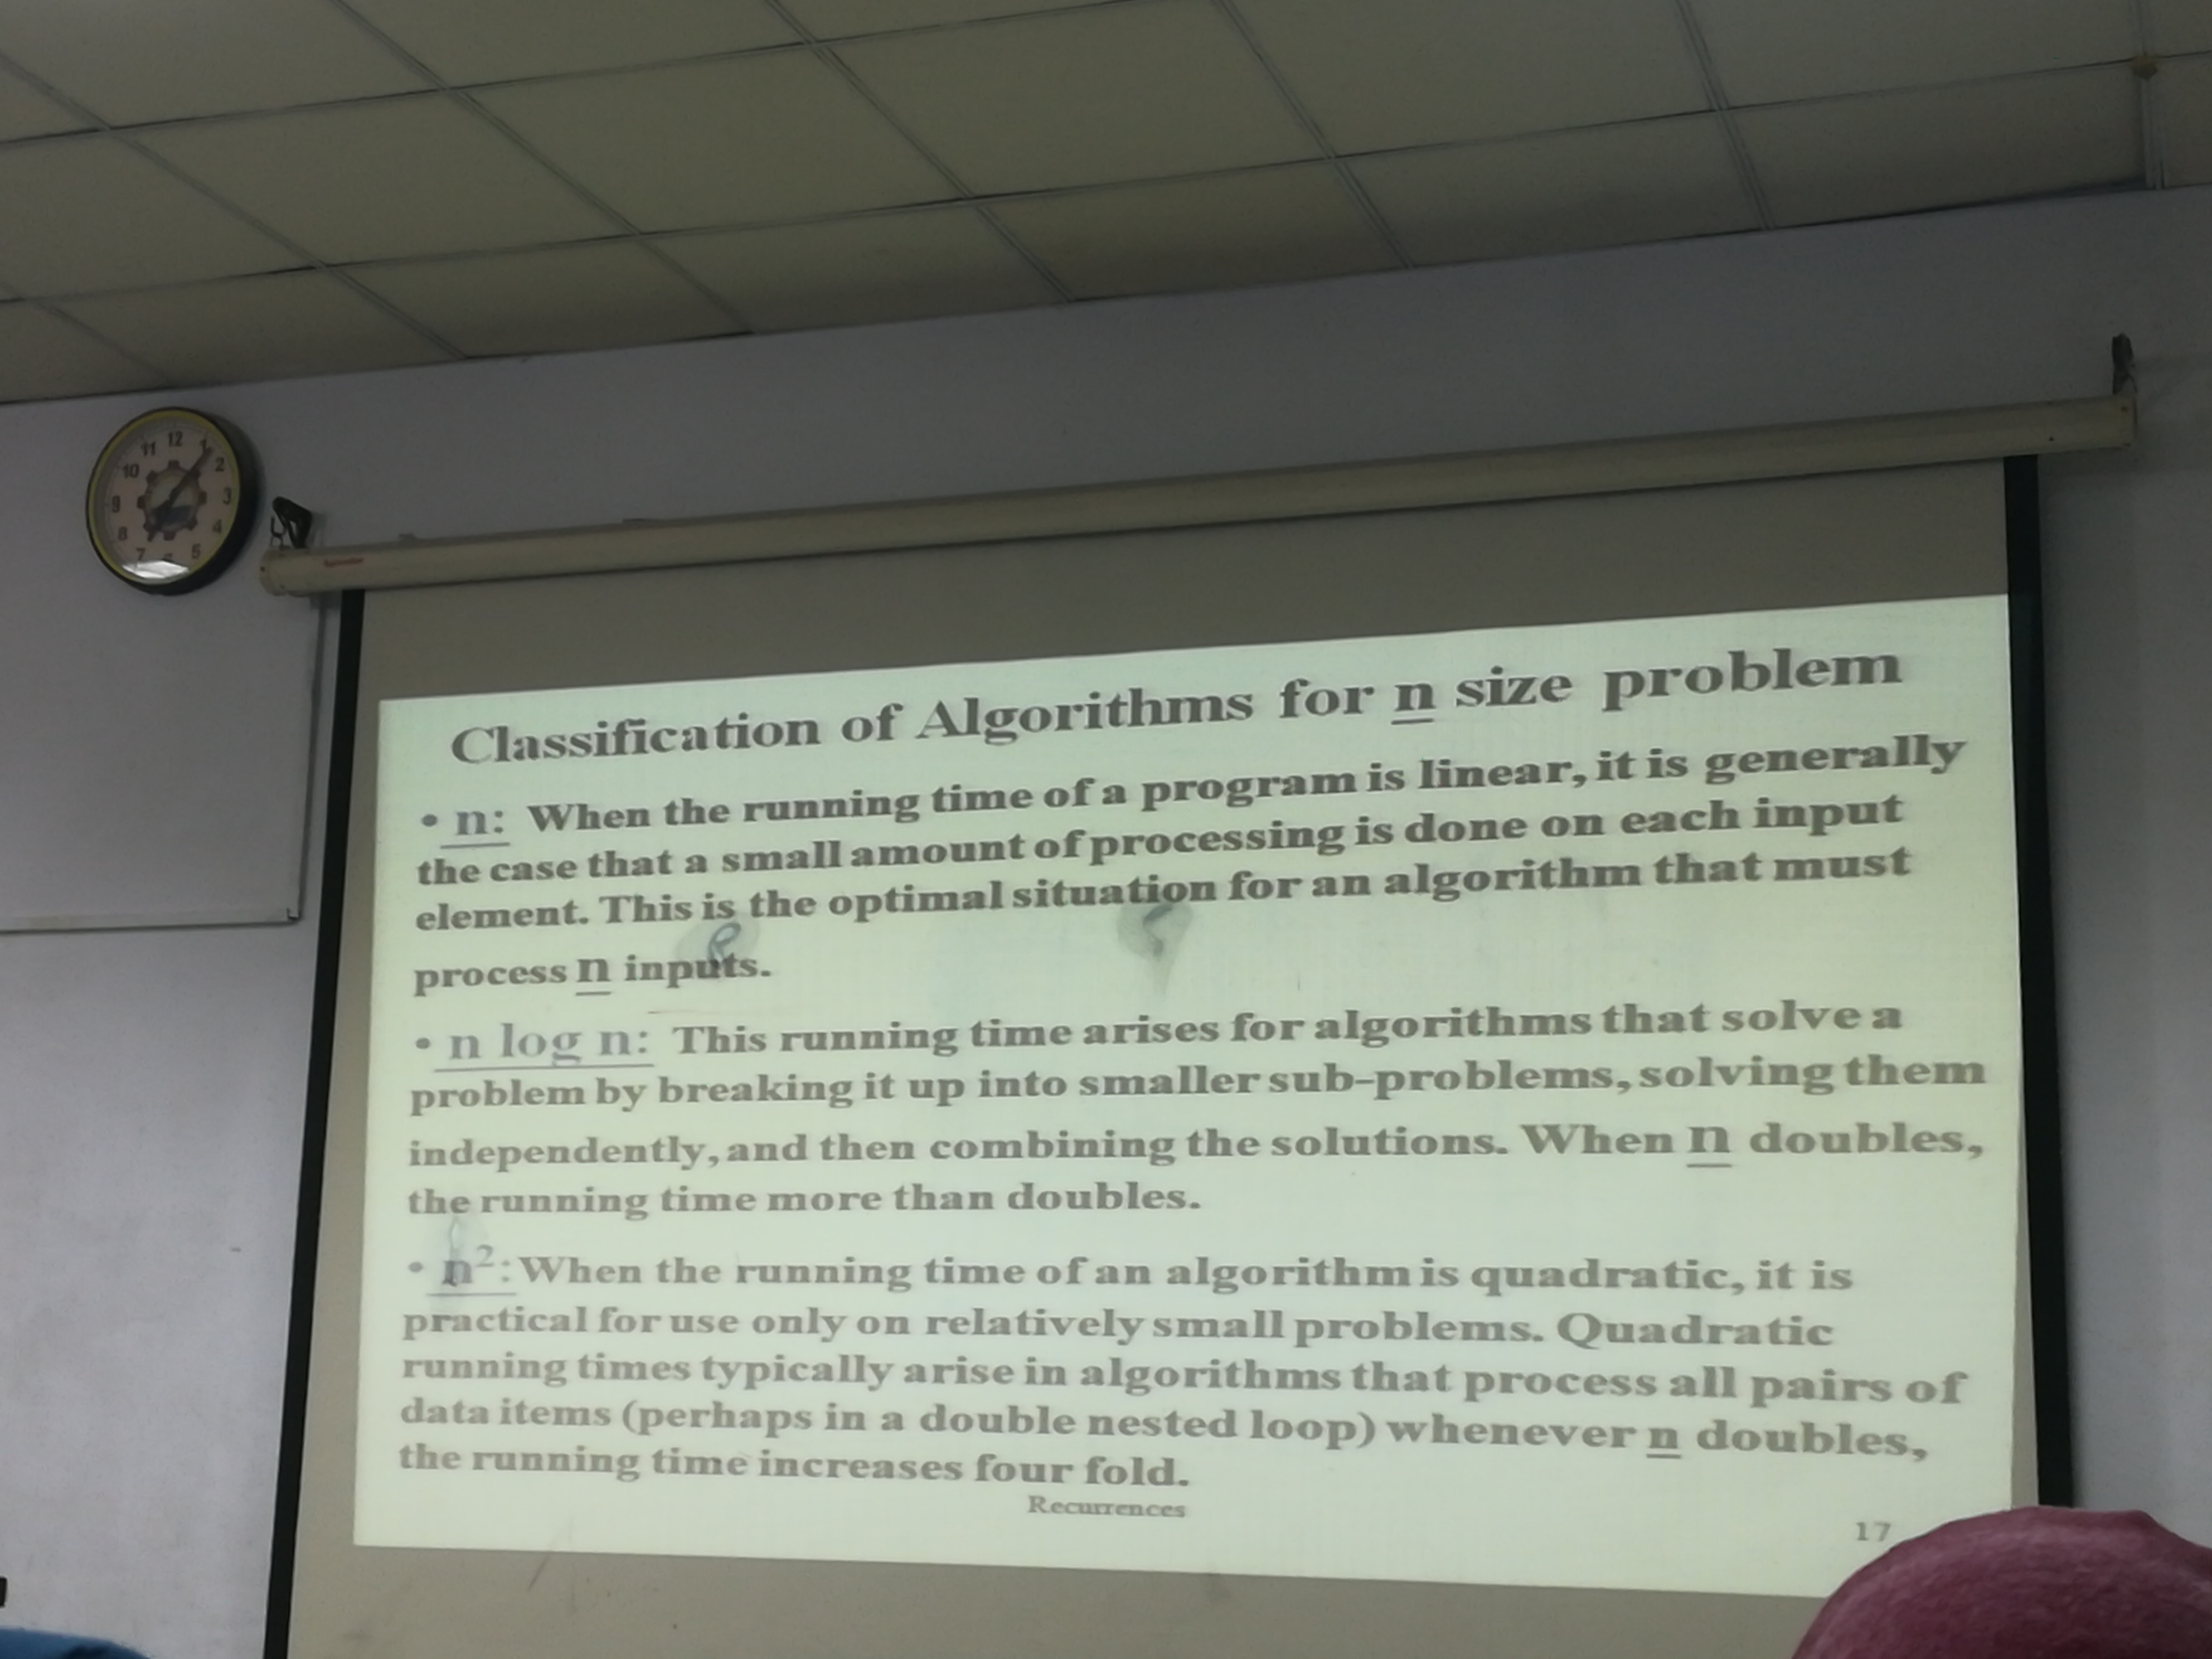 12
11 1
10 2
9 3
8 4
7 6 5
Classification of Algorithms for n size problem
• n: When the running time of a program is linear, it is generally
the case that a small amount of processing is done on each input
element. This is the optimal situation for an algorithm that must
process n inputs.
• n log n: This running time arises for algorithms that solve a
problem by breaking it up into smaller sub-problems, solving them
independently, and then combining the solutions. When n doubles,
the running time more than doubles.
• n²: When the running time of an algorithm is quadratic, it is
practical for use only on relatively small problems. Quadratic
running times typically arise in algorithms that process all pairs of
data items (perhaps in a double nested loop) whenever n doubles,
the running time increases four fold.
Recurrences
17